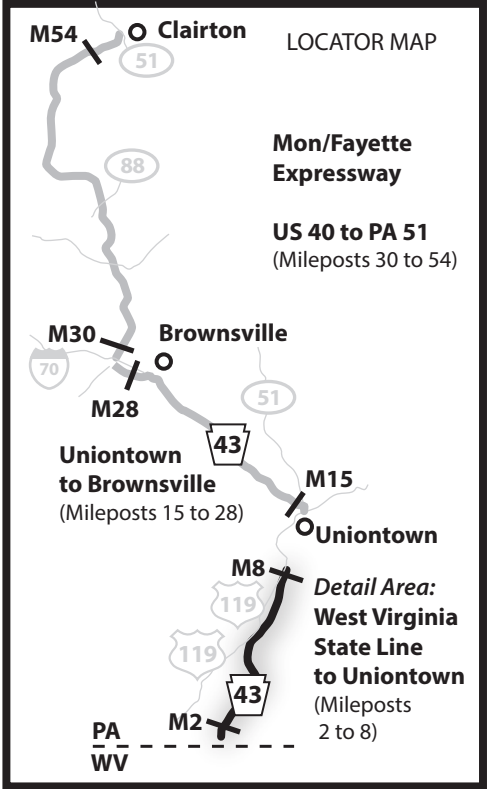 M54
Clairton
51
LOCATOR MAP
88
Mon/Fayette
Expressway
US 40 to PA 51
(Mileposts 30 to 54)
M30
Brownsville
70
M28
51
43
Uniontown
to Brownsville
(Mileposts 15 to 28)
M15
Uniontown
M8
119
119
Detail Area:
West Virginia
State Line
to Uniontown
(Mileposts
2 to 8)
43
M2
PA
WV